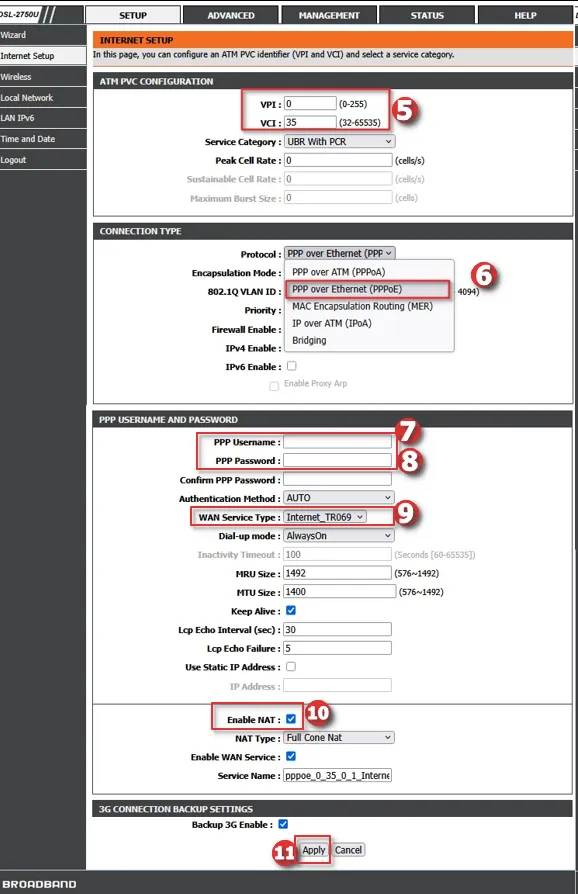 DSL-2750U
SETUP
ADVANCED
MANAGEMENT
STATUS
HELP
Wizard
Internet Setup
Wireless
Local Network
LAN IPv6
Time and Date
Logout
INTERNET SETUP
In this page, you can configure an ATM PVC identifier (VPI and VCI) and select a service category.
ATM PVC CONFIGURATION
VPI : 0 (0-255)
5
VCI : 35 (32-65535)
Service Category : UBR With PCR
Peak Cell Rate : 0 (cells/s)
Sustainable Cell Rate : 0 (cells/s)
Maximum Burst Size : 0 (cells)
CONNECTION TYPE
Protocol : PPP over Ethernet (PPP
Encapsulation Mode : PPP over ATM (PPPoA)
6
802.1Q VLAN ID : PPP over Ethernet (PPPoE) 4094)
Priority : MAC Encapsulation Routing (MER)
Firewall Enable : IP over ATM (IPoA)
IPv4 Enable : Bridging
IPv6 Enable :
Enable Proxy Arp
PPP USERNAME AND PASSWORD
7
PPP Username :
PPP Password : 8
Confirm PPP Password :
Authentication Method : AUTO
WAN Service Type : Internet_TR069 9
Dial-up mode : AlwaysOn
Inactivity Timeout : 100 (Seconds [60-65535])
MRU Size : 1492 (576~1492)
MTU Size : 1400 (576~1492)
Keep Alive :
Lcp Echo Interval (sec) : 30
Lcp Echo Failure : 5
Use Static IP Address :
IP Address :
Enable NAT : 10
NAT Type : Full Cone Nat
Enable WAN Service :
Service Name : pppoe_0_35_0_1_Interne
3G CONNECTION BACKUP SETTINGS
Backup 3G Enable :
11 Apply Cancel
BROADBAND